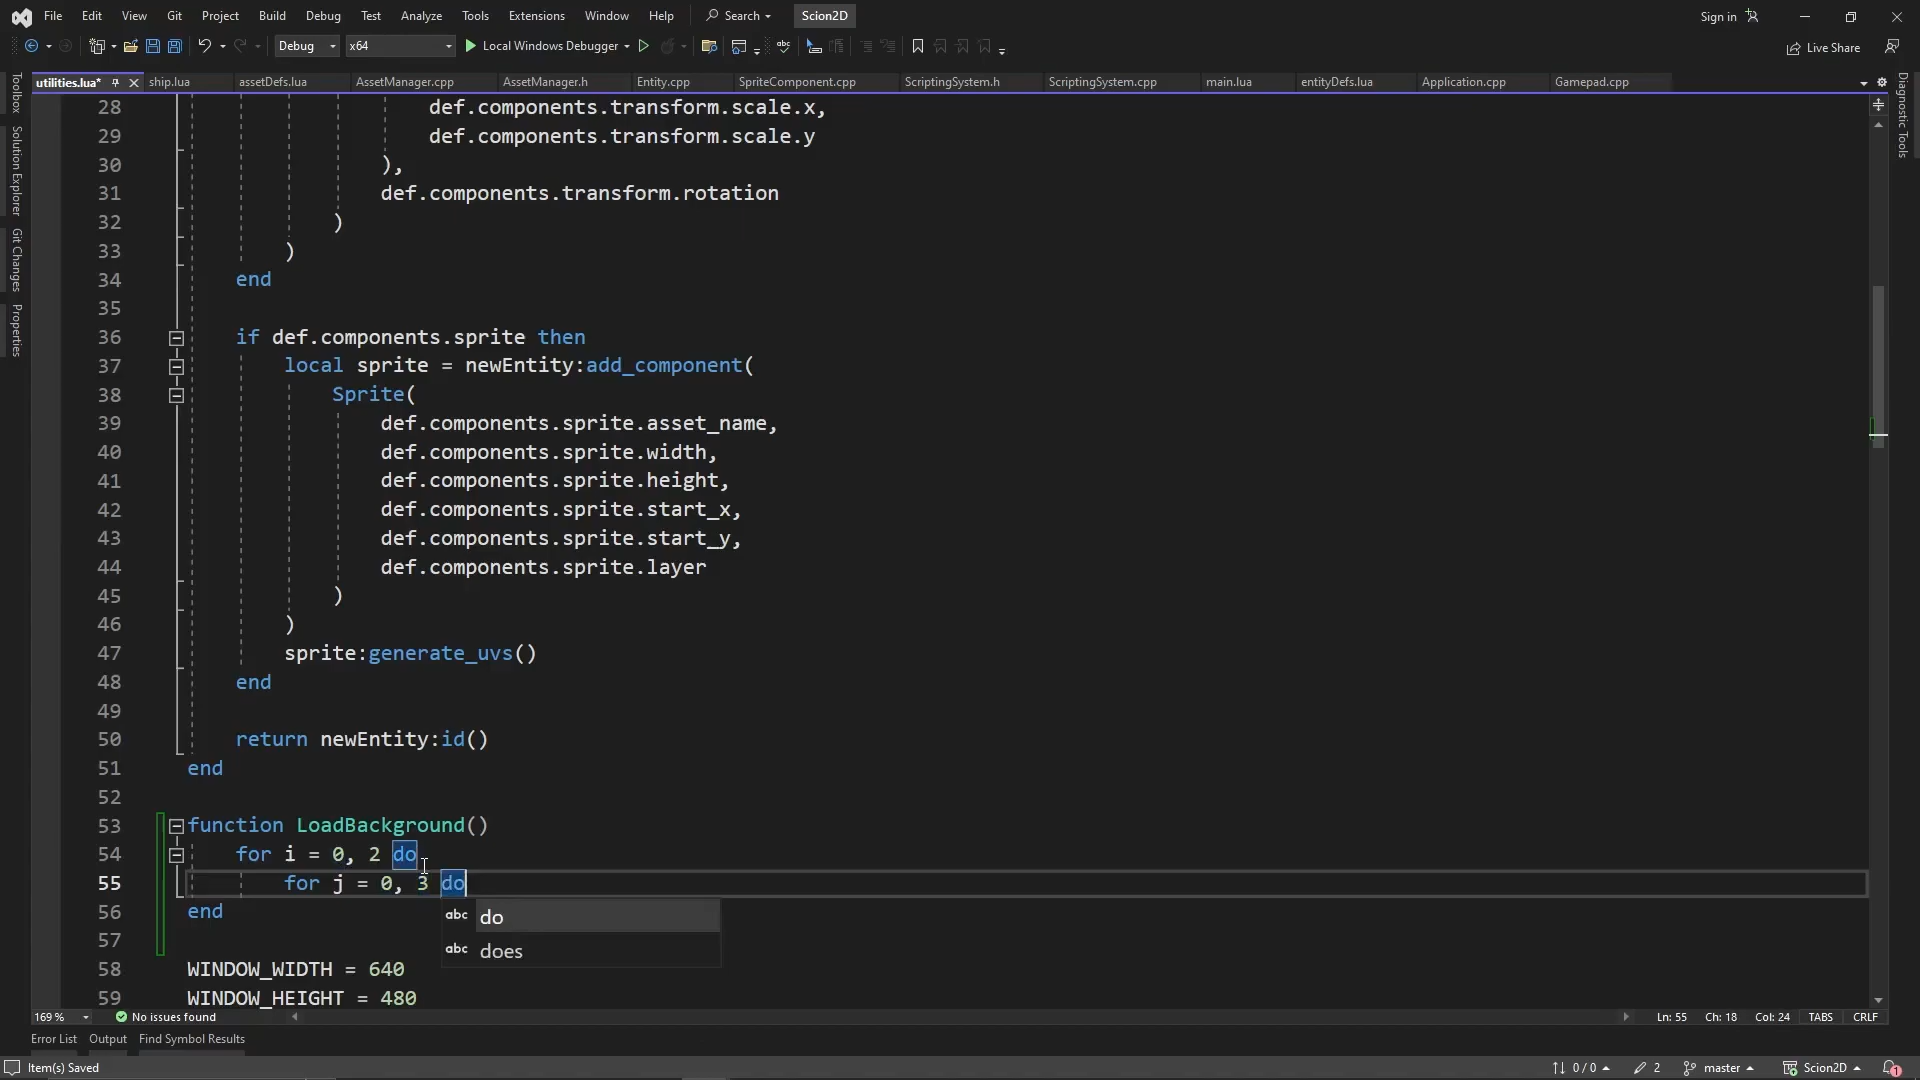 File Edit View Git Project Build Debug Test Analyze Tools Extensions Window Help Search Scion2D Sign in
Debug x64 Local Windows Debugger Live Share
utilities.lua* ship.lua assetDefs.lua AssetManager.cpp AssetManager.h Entity.cpp SpriteComponent.cpp ScriptingSystem.h ScriptingSystem.cpp main.lua entityDefs.lua Application.cpp Gamepad.cpp
Toolbox
Solution Explorer
Git Changes
Properties
Diagnostic Tools
28 def.components.transform.scale.x,
29 def.components.transform.scale.y
30 ),
31 def.components.transform.rotation
32 )
33 )
34 end
35
36 if def.components.sprite then
37 local sprite = newEntity:add_component(
38 Sprite(
39 def.components.sprite.asset_name,
40 def.components.sprite.width,
41 def.components.sprite.height,
42 def.components.sprite.start_x,
43 def.components.sprite.start_y,
44 def.components.sprite.layer
45 )
46 )
47 sprite:generate_uvs()
48 end
49
50 return newEntity:id()
51 end
52
53 function LoadBackground()
54 for i = 0, 2 do
55 for j = 0, 3 do
56 end
abc do
57
abc does
58 WINDOW_WIDTH = 640
59 WINDOW_HEIGHT = 480
169 % No issues found Ln: 55 Ch: 18 Col: 24 TABS CRLF
Error List Output Find Symbol Results
Item(s) Saved 0 / 0 2 master Scion2D 1